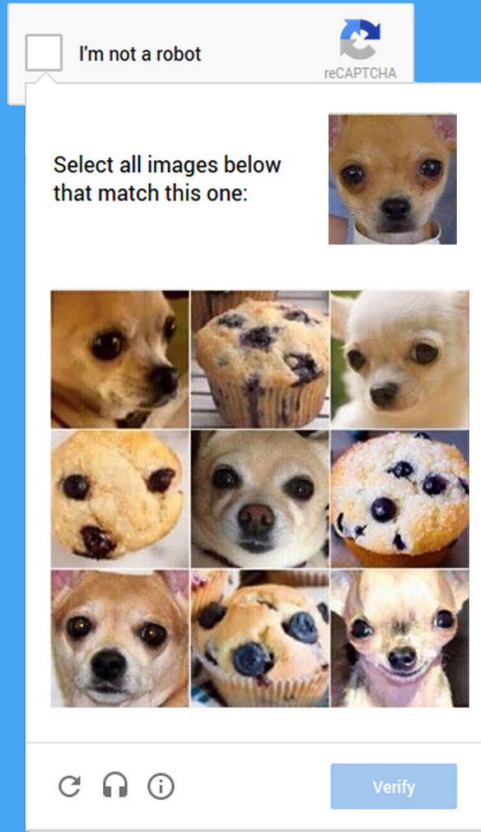 I'm not a robot
reCAPTCHA
Select all images below
that match this one:
Verify